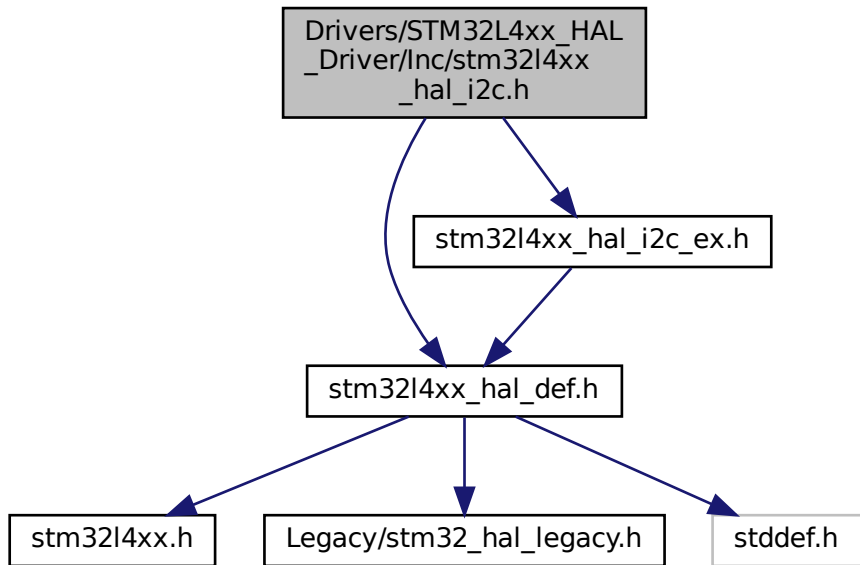 Drivers/STM32L4xx_HAL
_Driver/Inc/stm32l4xx
_hal_i2c.h
stm32l4xx_hal_i2c_ex.h
stm32l4xx_hal_def.h
stm32l4xx.h
Legacy/stm32_hal_legacy.h
stddef.h